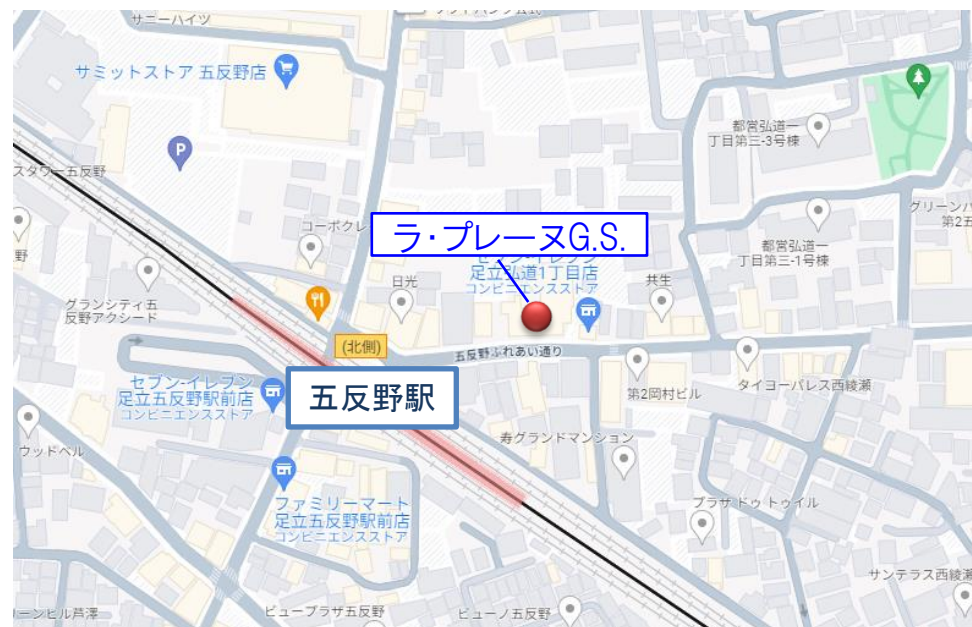 サニーハイツ
サミットストア 五反野店
P
都営弘道一
丁目第三-3号棟
スタワー五反野
コーポクレ
ラ・プレーヌG.S.
セブン-イレブン
足立弘道1丁目店
コンビニエンスストア
グリーンハ
第2五
野
日光
共生
都営弘道一
丁目第三-1号棟
グランシティ五
反野アクシード
(北側)
五反野ふれあい通り
セブン-イレブン
足立五反野駅前店
コンビニエンスストア
五反野駅
第2岡村ビル
タイヨーパレス西綾瀬
ウッドベル
寿グランドマンション
ファミリーマート
足立五反野駅前店
コンビニエンスストア
プラザ ドゥ トゥイル
サンテラス西綾瀬
ーンヒル芦澤
ビュープラザ五反野
ビューノ五反野